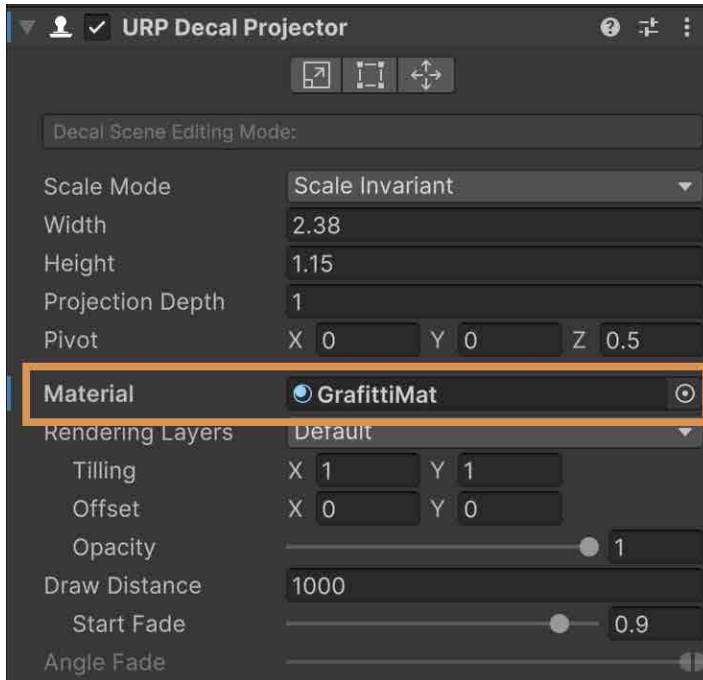 URP Decal Projector
Decal Scene Editing Mode:
Scale Mode Scale Invariant
Width 2.38
Height 1.15
Projection Depth 1
Pivot X 0 Y 0 Z 0.5
Material GrafittiMat
Rendering Layers Default
Tilling X 1 Y 1
Offset X 0 Y 0
Opacity 1
Draw Distance 1000
Start Fade 0.9
Angle Fade